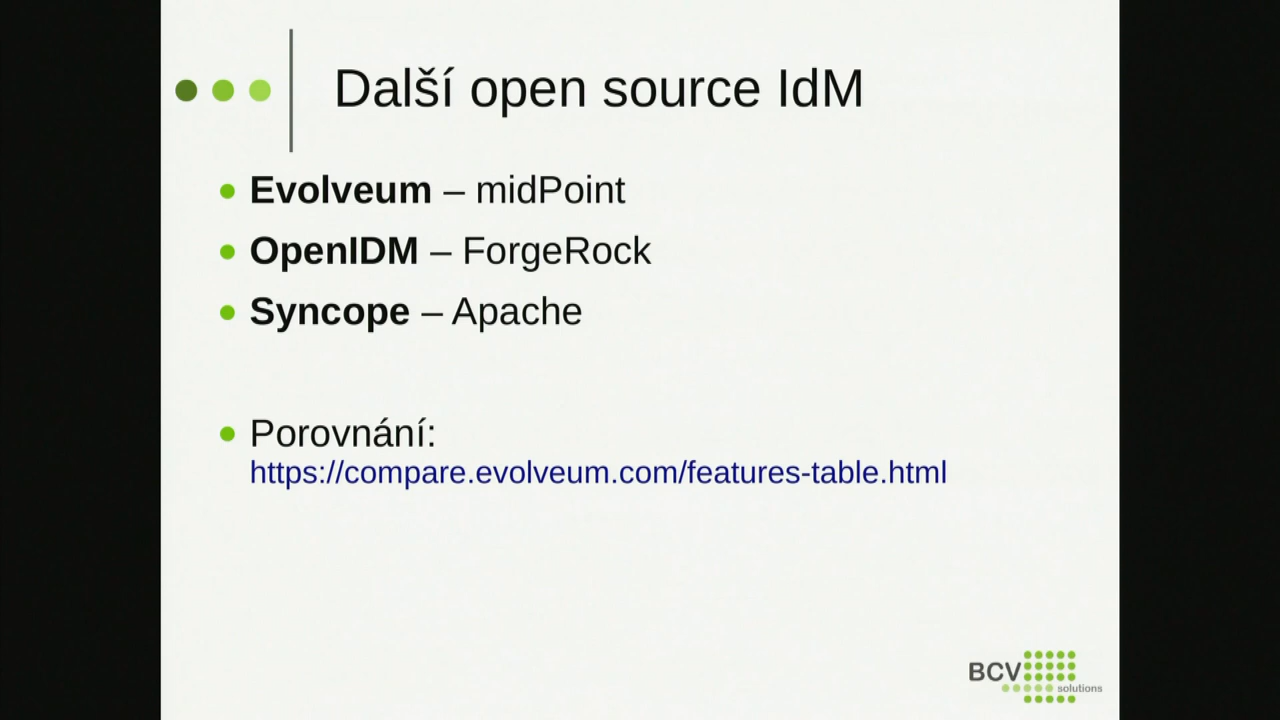 Další open source IdM
Evolveum – midPoint
OpenIDM – ForgeRock
Syncope – Apache
Porovnání:
https://compare.evolveum.com/features-table.html
BCV
solutions